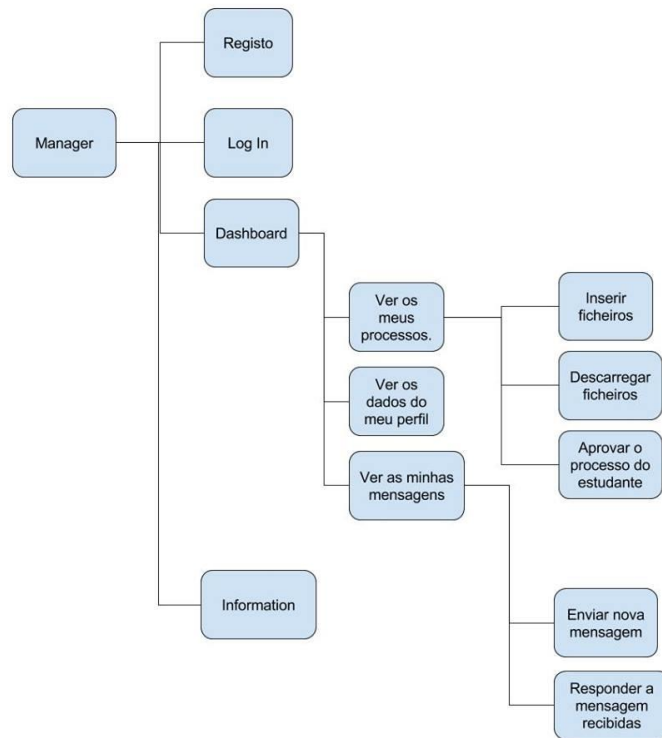 Registo
Manager
Log In
Dashboard
Ver os
meus
processos.
Inserir
ficheiros
Descarregar
ficheiros
Ver os
dados do
meu perfil
Aprovar o
processo do
estudante
Ver as minhas
mensagens
Information
Enviar nova
mensagem
Responder a
mensagem
recibidas